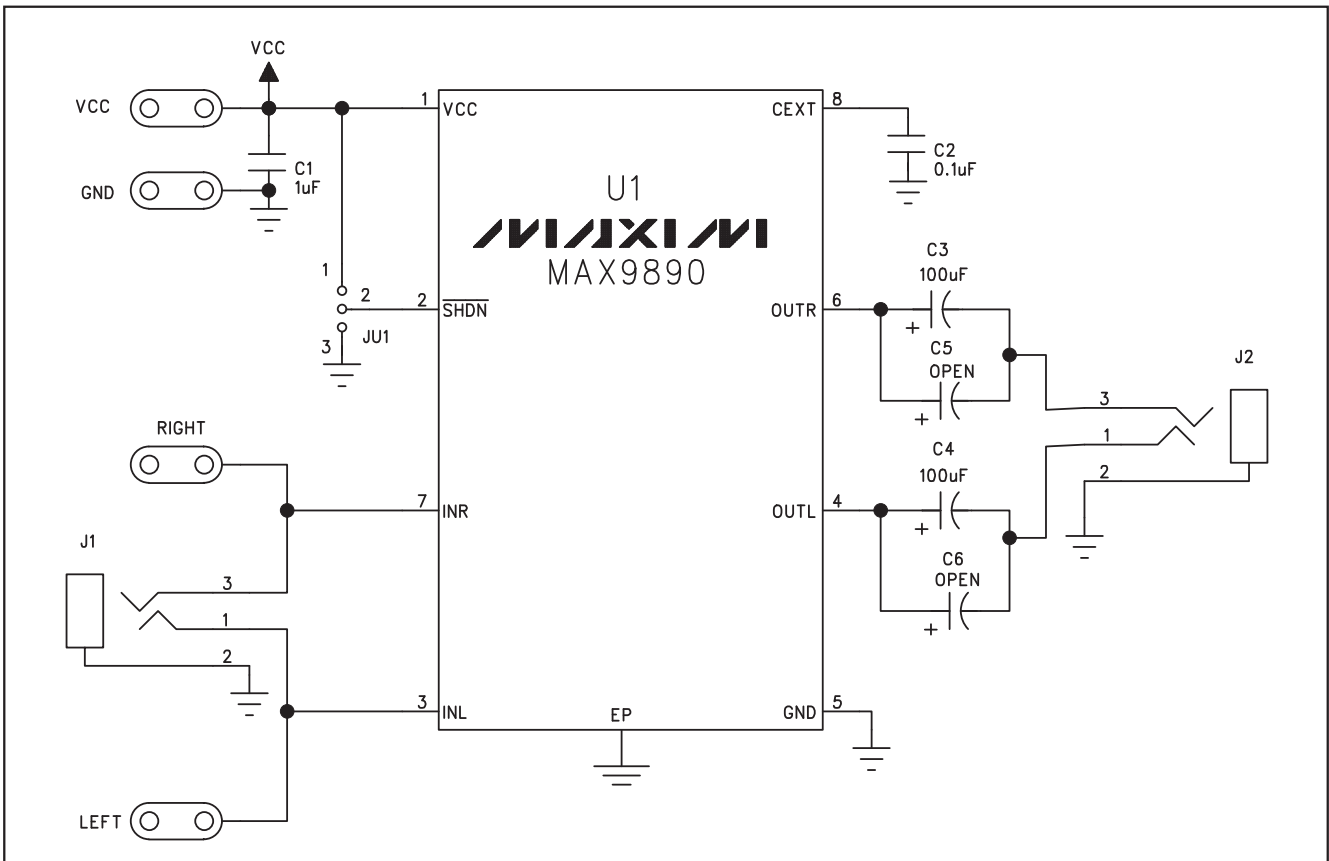 VCC
VCC
GND
C1
1uF
1
VCC
CEXT
8
C2
0.1uF
U1
MAXIM
MAX9890
1
2
3
JU1
2
SHDN
OUTR
6
C3
100uF
+
C5
OPEN
+
J2
3
1
2
RIGHT
7
INR
OUTL
4
C4
100uF
+
C6
OPEN
+
J1
3
1
2
3
INL
EP
GND
5
LEFT